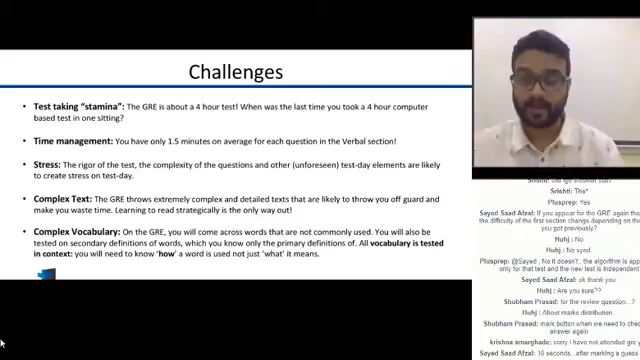 Challenges
• Test taking “stamina”: The GRE is about a 4 hour test! When was the last time you took a 4 hour computer
based test in one sitting?
• Time management: You have only 1.5 minutes on average for each question in the Verbal section!
• Stress: The rigor of the test, the complexity of the questions and other (unforeseen) test-day elements are likely
to create stress on test-day.
• Complex Text: The GRE throws extremely complex and detailed texts that are likely to throw you off guard and
make you waste time. Learning to read strategically is the only way out!
• Complex Vocabulary: On the GRE, you will come across words that are not commonly used. You will also be
tested on secondary definitions of words, which you know only the primary definitions of. All vocabulary is tested
in context: you will need to know ‘how’ a word is used not just ‘what’ it means.
Srishti: Tha*
Plusprep: Yes
Sayed Saad Afzal: If you appear for the GRE again the
the difficulty of the first section change depending on the
you got previously?
Huhj : No
Huhj : No syed
Plusprep: @Sayed, No it doesn't, the algorithm is app
only for that test and the new test is independent
Sayed Saad Afzal: ok thank you
Huhj : Are you sure??
Shubham Prasad: for the review question...?
Huhj : About marks distribution
Shubham Prasad: mark button when we need to chec
answer again
krishna amarghade: sorry i have not attended gre y
Sayed Saad Afzal: 10 seconds...after marking a guess